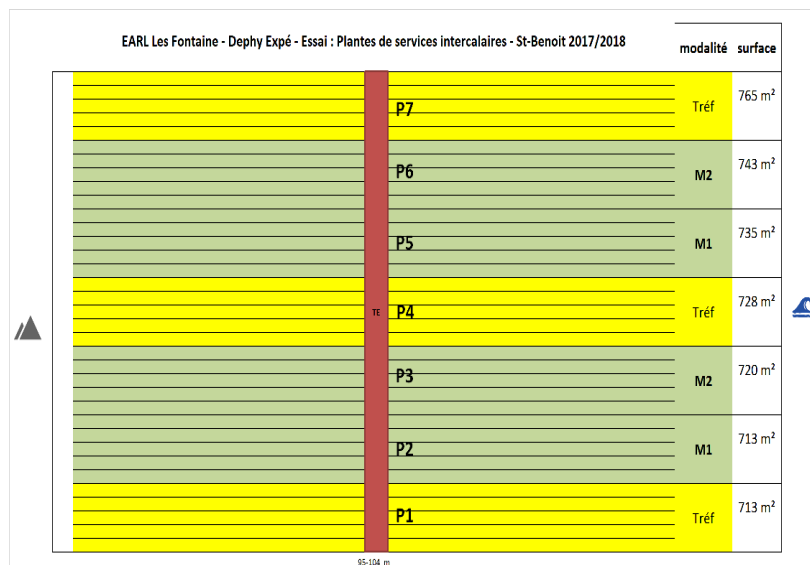 EARL Les Fontaine - Dephy Expé - Essai : Plantes de services intercalaires - St-Benoit 2017/2018
modalité surface
P7 Tréf 765 m²
P6 M2 743 m²
P5 M1 735 m²
TE P4 Tréf 728 m²
P3 M2 720 m²
P2 M1 713 m²
P1 Tréf 713 m²
95-104 m